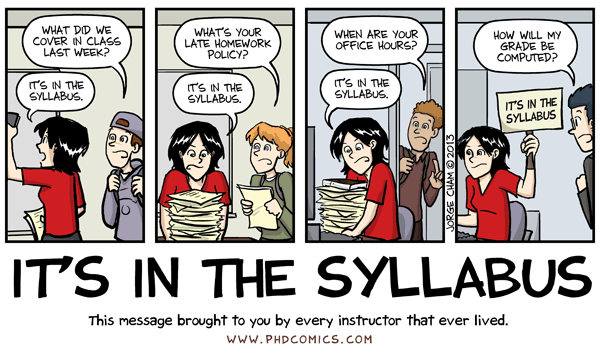 WHAT DID WE
COVER IN CLASS
LAST WEEK?
IT'S IN THE
SYLLABUS.
WHAT'S YOUR
LATE HOMEWORK
POLICY?
IT'S IN THE
SYLLABUS.
WHEN ARE YOUR
OFFICE HOURS?
IT'S IN THE
SYLLABUS.
HOW WILL MY
GRADE BE
COMPUTED?
IT'S IN THE
SYLLABUS
JORGE CHAM © 2013
IT'S IN THE SYLLABUS
This message brought to you by every instructor that ever lived.
WWW.PHDCOMICS.COM